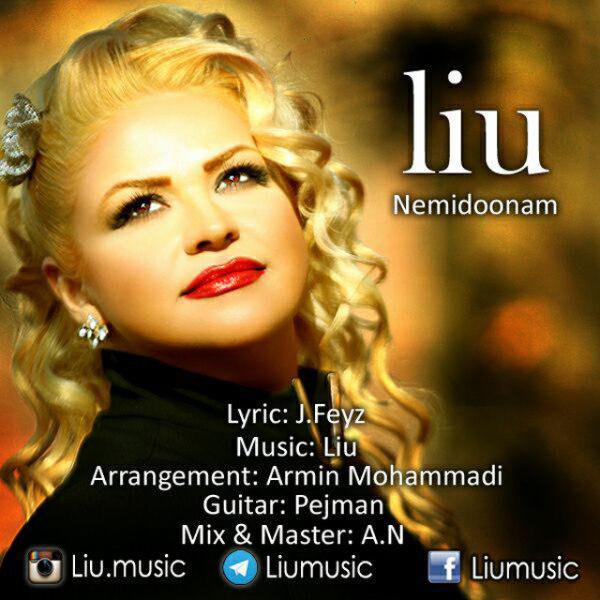 liu
Nemidoonam
Lyric: J.Feyz
Music: Liu
Arrangement: Armin Mohammadi
Guitar: Pejman
Mix & Master: A.N
Liu.music Liumusic Liumusic